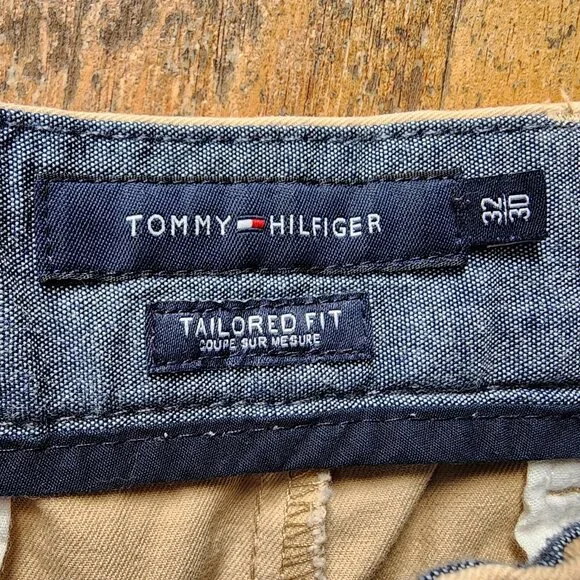 TOMMY HILFIGER
32
30
TAILORED FIT
COUPE SUR MESURE